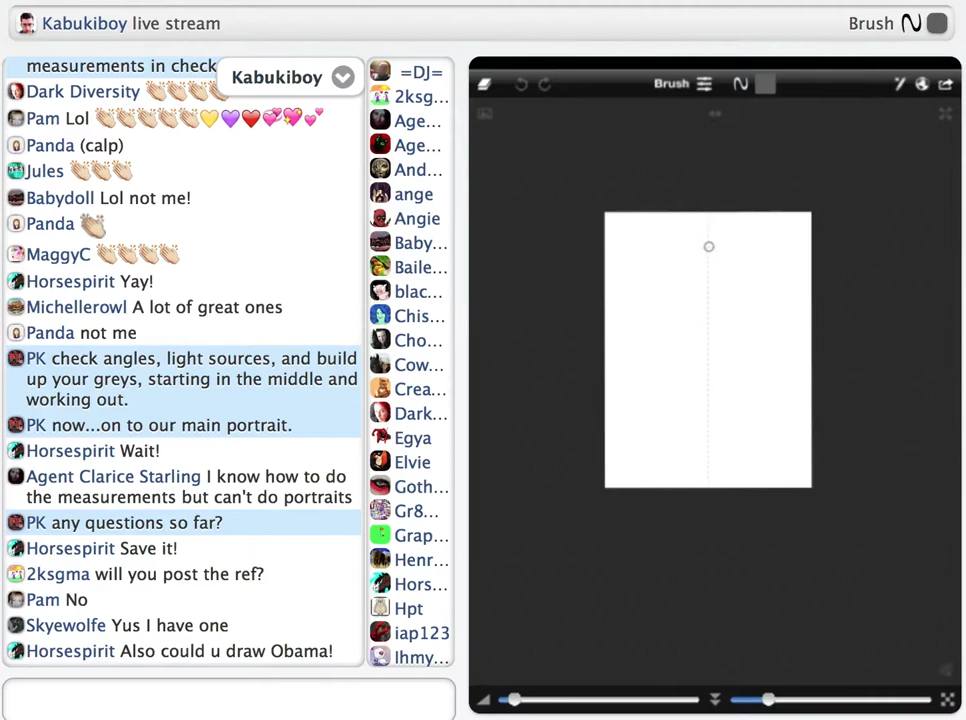 Kabukiboy live stream
Brush
measurements in check
Kabukiboy
Dark Diversity
Pam Lol
Panda (calp)
Jules
Babydoll Lol not me!
Panda
MaggyC
Horsespirit Yay!
Michellerowl A lot of great ones
Panda not me
PK check angles, light sources, and build
up your greys, starting in the middle and
working out.
PK now...on to our main portrait.
Horsespirit Wait!
Agent Clarice Starling I know how to do
the measurements but can't do portraits
PK any questions so far?
Horsespirit Save it!
2ksgma will you post the ref?
Pam No
Skyewolfe Yus I have one
Horsespirit Also could u draw Obama!
=DJ=
2ksg...
Age...
Age...
And...
ange
Angie
Baby...
Baile...
blac...
Chis...
Cho...
Cow...
Crea...
Dark...
Egya
Elvie
Goth...
Gr8...
Grap...
Henr...
Hors...
Hpt
iap123
Ihmy...
Brush